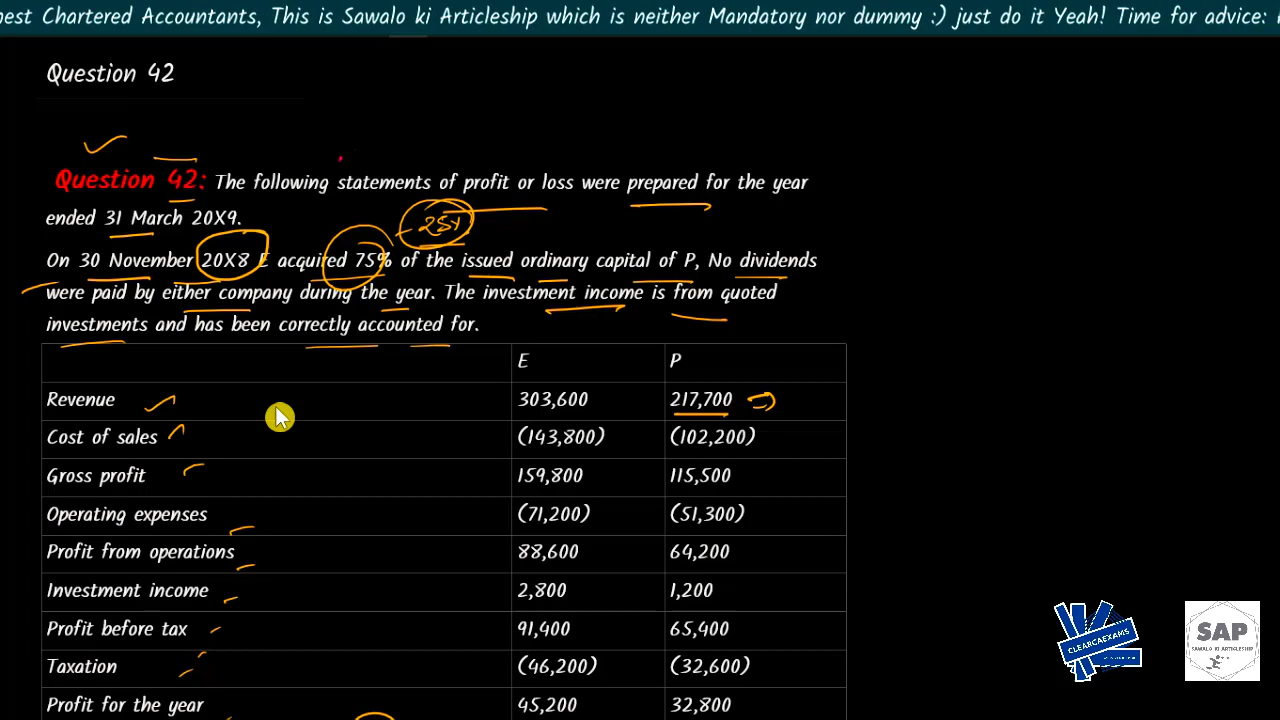 nest Chartered Accountants, This is Sawalo ki Articleship which is neither Mandatory nor dummy :) just do it Yeah! Time for advice:
Question 42
Question 42: The following statements of profit or loss were prepared for the year
ended 31 March 20X9.
25%
On 30 November 20X8 E acquired 75% of the issued ordinary capital of P, No dividends
were paid by either company during the year. The investment income is from quoted
investments and has been correctly accounted for.
E P
Revenue 303,600 217,700
Cost of sales (143,800) (102,200)
Gross profit 159,800 115,500
Operating expenses (71,200) (51,300)
Profit from operations 88,600 64,200
Investment income 2,800 1,200
Profit before tax 91,400 65,400
Taxation (46,200) (32,600)
Profit for the year 45,200 32,800
CLEARCAEXAMS
SAP
SAWALO KI ARTICLESHIP